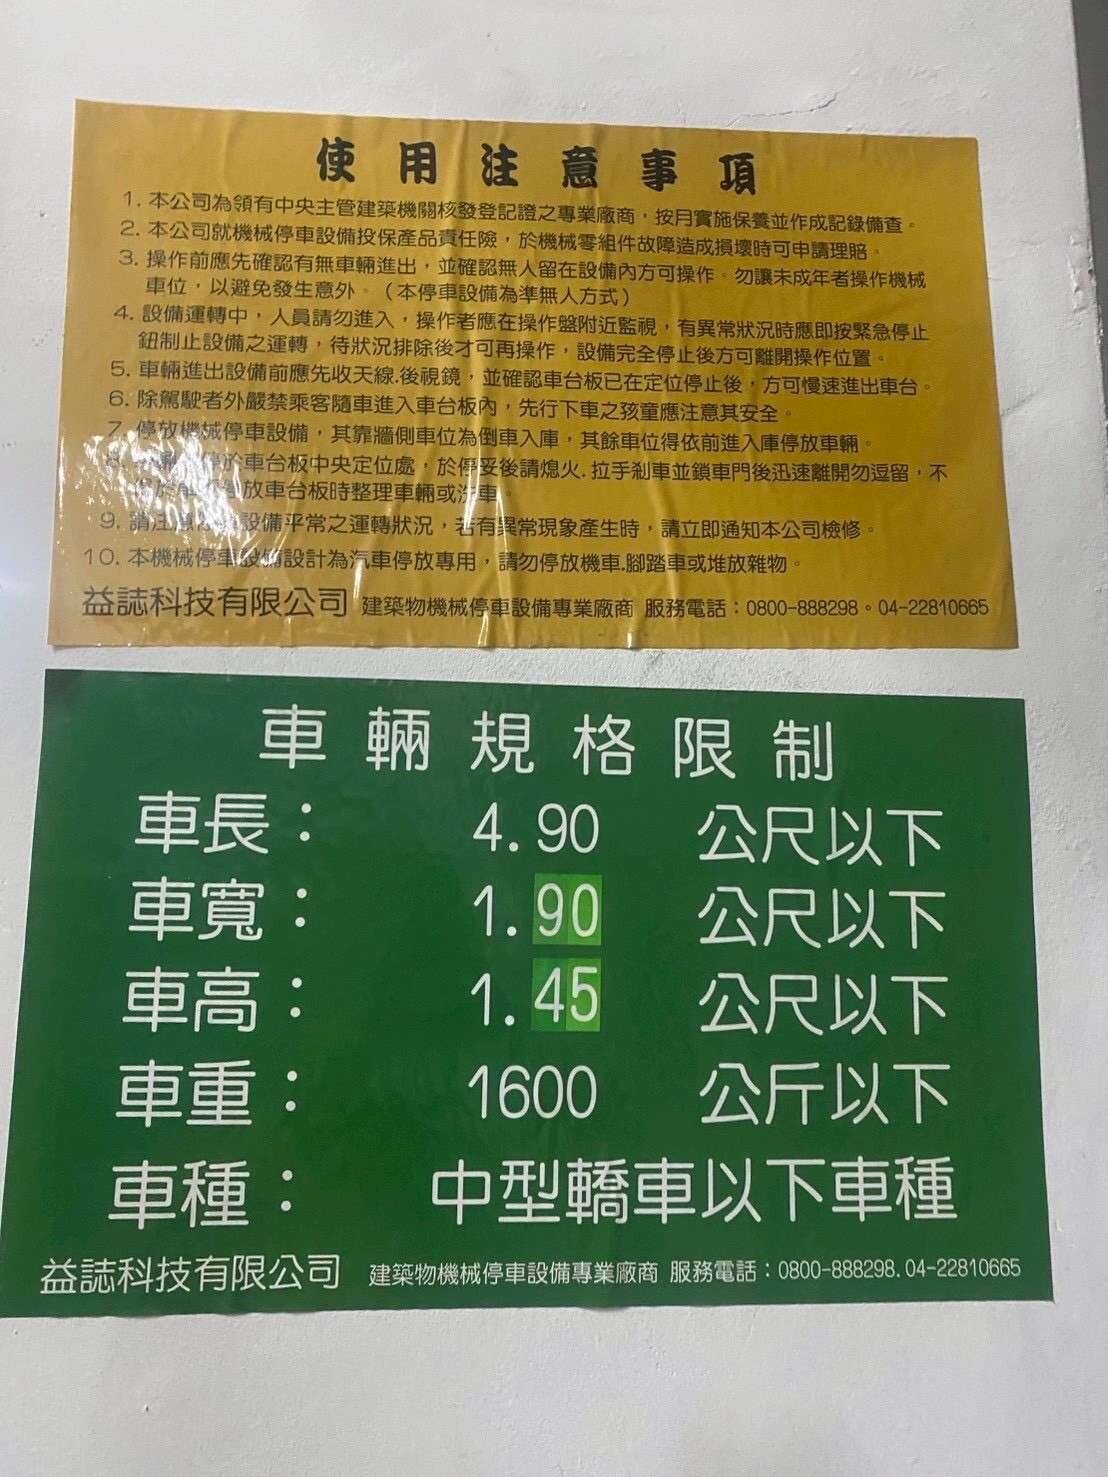 使用注意事項
1. 本公司為領有中央主管建築機關核發登記證之專業廠商，按月實施保養並作成記錄備查。
2. 本公司就機械停車設備投保產品責任險，於機械零組件故障造成損壞時可申請理賠。
3. 操作前應先確認有無車輛進出，並確認無人留在設備內方可操作。勿讓未成年者操作機械
車位，以避免發生意外。（本停車設備為準無人方式）
4. 設備運轉中，人員請勿進入，操作者應在操作盤附近監視，有異常狀況時應即按緊急停止
鈕制止設備之運轉，待狀況排除後才可再操作，設備完全停止後方可離開操作位置。
5. 車輛進出設備前應先收天線.後視鏡，並確認車台板已在定位停止後，方可慢速進出車台。
6. 除駕駛者外嚴禁乘客隨車進入車台板內，先行下車之孩童應注意其安全。
7. 停放機械停車設備，其靠牆側車位為倒車入庫，其餘車位得依前進入庫停放車輛。
8. 停於車台板中央定位處，於停妥後請熄火.拉手剎車並鎖車門後迅速離開勿逗留，不
放車台板時整理車輛或洗車。
9. 請注意設備平常之運轉狀況，若有異常現象產生時，請立即通知本公司檢修。
10. 本機械停車設備設計為汽車停放專用，請勿停放機車.腳踏車或堆放雜物。
益誌科技有限公司 建築物機械停車設備專業廠商 服務電話：0800-888298。04-22810665
車輛規格限制
車長： 4.90 公尺以下
車寬： 1.90 公尺以下
車高： 1.45 公尺以下
車重： 1600 公斤以下
車種： 中型轎車以下車種
益誌科技有限公司 建築物機械停車設備專業廠商 服務電話：0800-888298.04-22810665